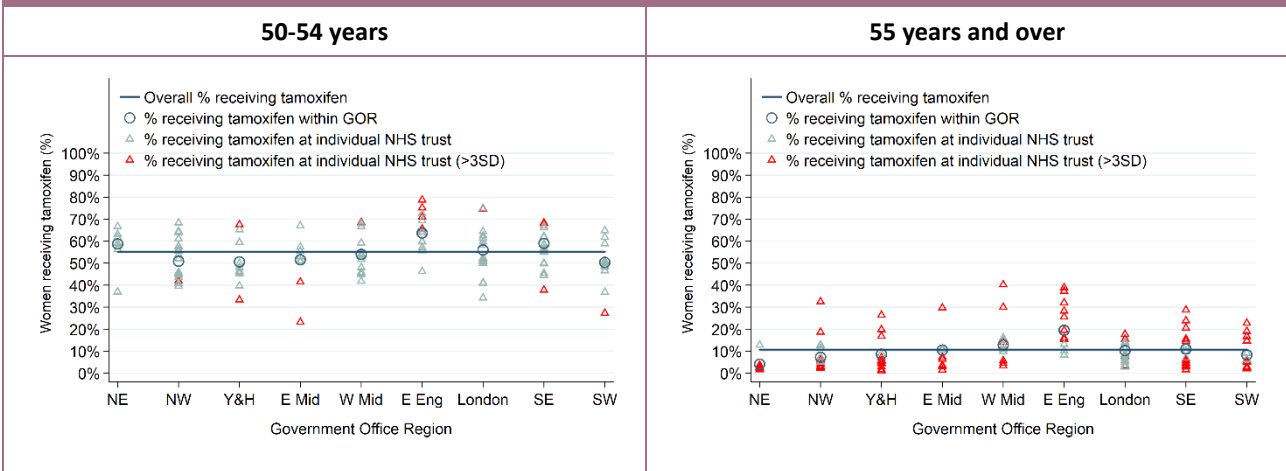 50-54 years
55 years and over
Overall % receiving tamoxifen
% receiving tamoxifen within GOR
% receiving tamoxifen at individual NHS trust
% receiving tamoxifen at individual NHS trust (>3SD)
Women receiving tamoxifen (%)
100%
90%
80%
70%
60%
50%
40%
30%
20%
10%
0%
NE NW Y&H E Mid W Mid E Eng London SE SW
Government Office Region
Overall % receiving tamoxifen
% receiving tamoxifen within GOR
% receiving tamoxifen at individual NHS trust
% receiving tamoxifen at individual NHS trust (>3SD)
Women receiving tamoxifen (%)
100%
90%
80%
70%
60%
50%
40%
30%
20%
10%
0%
NE NW Y&H E Mid W Mid E Eng London SE SW
Government Office Region